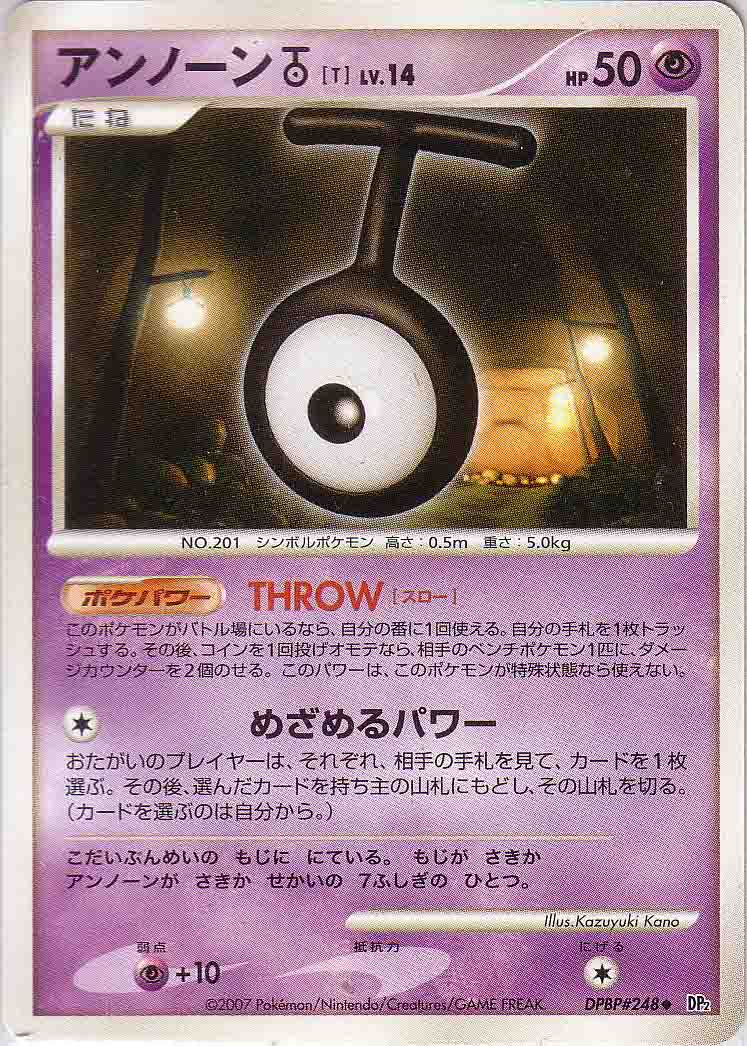 アンノーンT [T] LV.14 HP50
たね
NO.201 シンボルポケモン 高さ:0.5m 重さ:5.0kg
ポケパワー THROW [スロー]
このポケモンがバトル場にいるなら、自分の番に1回使える。自分の手札を1枚トラッ
シュする。その後、コインを1回投げオモテなら、相手のベンチポケモン1匹に、ダメー
ジカウンターを2個のせる。このパワーは、このポケモンが特殊状態なら使えない。
めざめるパワー
おたがいのプレイヤーは、それぞれ、相手の手札を見て、カードを1枚
選ぶ。その後、選んだカードを持ち主の山札にもどし、その山札を切る。
(カードを選ぶのは自分から。)
こだいぶんめいの もじに にている。 もじが さきか
アンノーンが さきか せかいの 7ふしぎの ひとつ。
Illus.Kazuyuki Kano
弱点 抵抗力 にげる
+10
©2007 Pokémon/Nintendo/Creatures/GAME FREAK DPBP#248◆ DP2